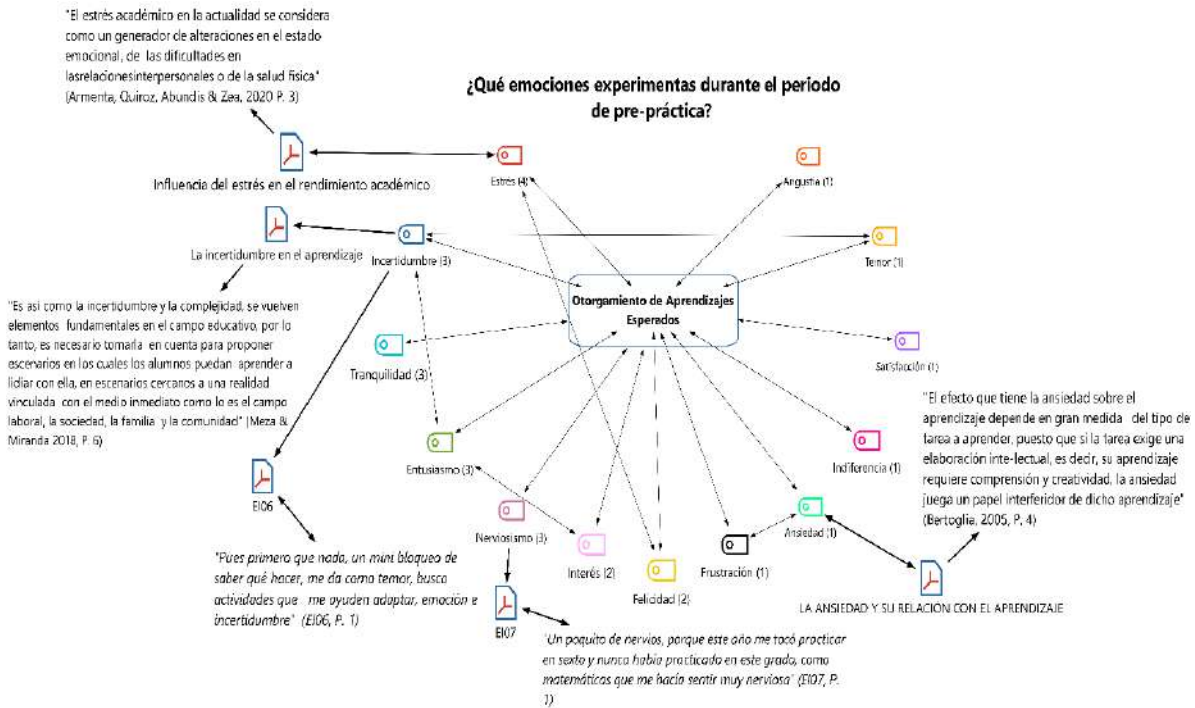 "El estrés académico en la actualidad se considera
como un generador de alteraciones en el estado
emocional, de las dificultades en
lasrelacionesinterpersonales o de la salud física"
(Armenta, Quiroz, Abundis & Zea, 2020 P. 3)
¿Qué emociones experimentas durante el periodo
de pre-práctica?
Influencia del estrés en el rendimiento académico
Estrés (4)
Angustia (1)
La incertidumbre en el aprendizaje
Incertidumbre (3)
Temor (1)
"Es así como la incertidumbre y la complejidad, se vuelven
elementos fundamentales en el campo educativo, por lo
tanto, es necesario tomarla en cuenta para proponer
escenarios en los cuales los alumnos puedan aprender a
lidiar con ella, en escenarios cercanos a una realidad
vinculada con el medio inmediato como lo es el campo
laboral, la sociedad, la familia y la comunidad" (Meza &
Miranda 2018, P. 6)
Otorgamiento de Aprendizajes
Esperados
Tranquilidad (3)
Satisfacción (1)
"El efecto que tiene la ansiedad sobre el
aprendizaje depende en gran medida del tipo de
tarea a aprender, puesto que si la tarea exige una
elaboración inte-lectual, es decir, su aprendizaje
requiere comprensión y creatividad, la ansiedad
juega un papel interferidor de dicho aprendizaje"
(Bertoglia, 2005, P. 4)
Entusiasmo (3)
Indiferencia (1)
EI06
Nerviosismo (3)
Interés (2)
Felicidad (2)
Frustración (1)
Ansiedad (1)
"Pues primero que nada, un mini bloqueo de
saber qué hacer, me da como temor, busco
actividades que me ayuden adaptar, emoción e
incertidumbre" (EI06, P. 1)
EI07
LA ANSIEDAD Y SU RELACIÓN CON EL APRENDIZAJE
"Un poquito de nervios, porque este año me tocó practicar
en sexto y nunca había practicado en este grado, como
matemáticas que me hacía sentir muy nerviosa" (EI07, P.
1)